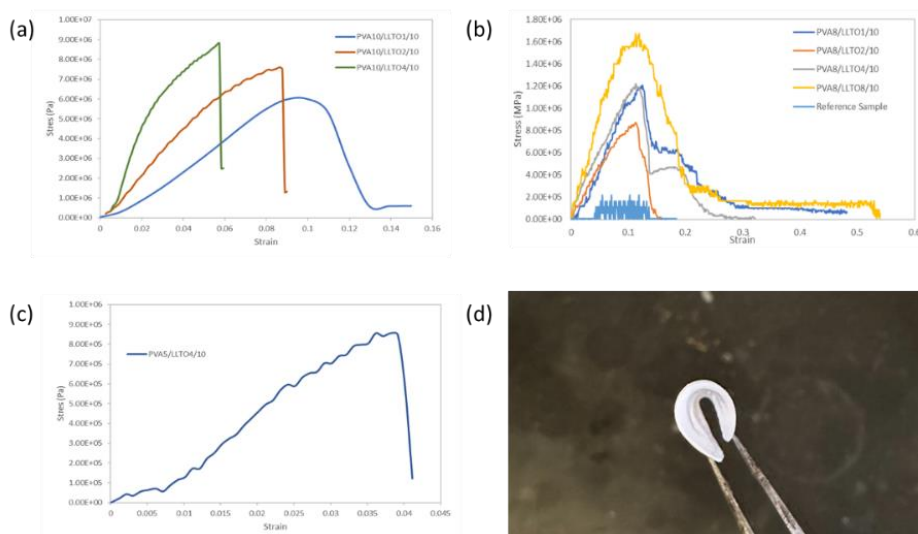 (a)
1.00E+07
9.00E+06
8.00E+06
7.00E+06
6.00E+06
5.00E+06
4.00E+06
3.00E+06
2.00E+06
1.00E+06
0.00E+00
Stres (Pa)
PVA10/LLTO1/10
PVA10/LLTO2/10
PVA10/LLTO4/10
0 0.02 0.04 0.06 0.08 0.1 0.12 0.14 0.16
Strain
(b)
1.80E+06
1.60E+06
1.40E+06
1.20E+06
1.00E+06
8.00E+05
6.00E+05
4.00E+05
2.00E+05
0.00E+00
Stress (MPa)
PVA8/LLTO1/10
PVA8/LLTO2/10
PVA8/LLTO4/10
PVA8/LLTO8/10
Reference Sample
0 0.1 0.2 0.3 0.4 0.5 0.6
Strain
(c)
1.00E+06
9.00E+05
8.00E+05
7.00E+05
6.00E+05
5.00E+05
4.00E+05
3.00E+05
2.00E+05
1.00E+05
0.00E+00
Stres (Pa)
PVA5/LLTO4/10
0 0.005 0.01 0.015 0.02 0.025 0.03 0.035 0.04 0.045
Strain
(d)